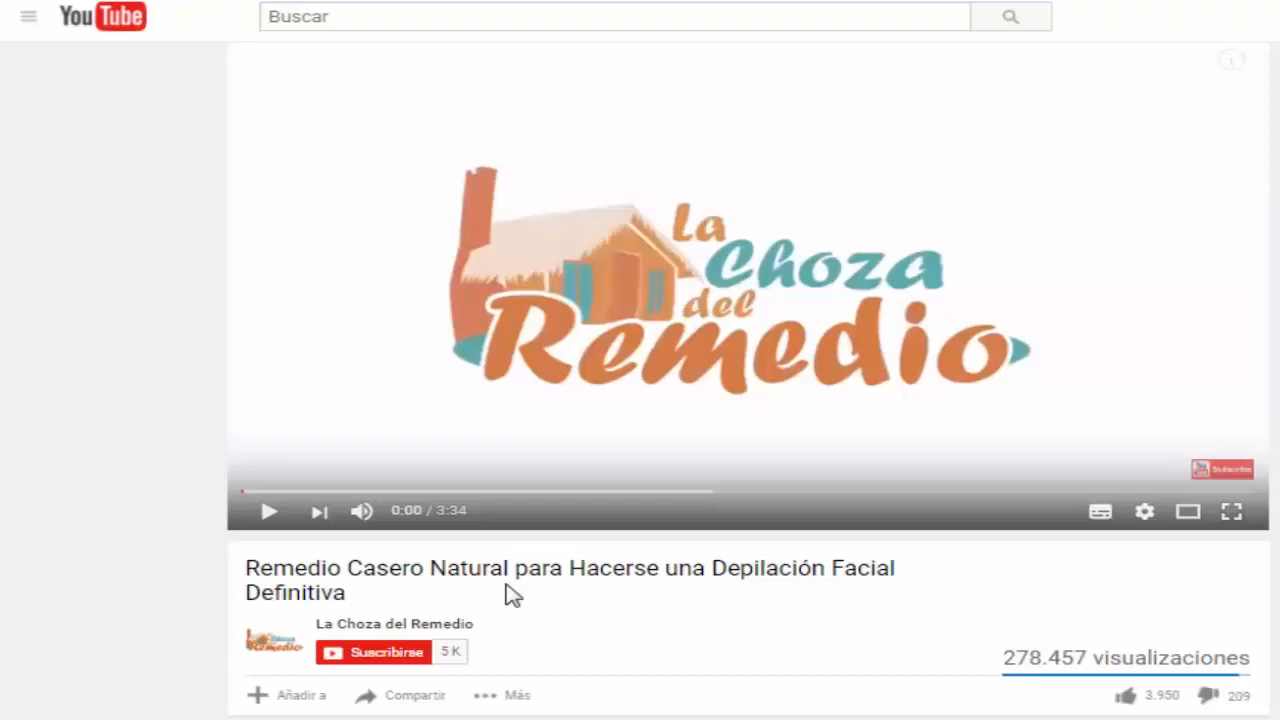 YouTube
Buscar
La
Choza
del
Remedio
Subscribe
0:00 / 3:34
Remedio Casero Natural para Hacerse una Depilación Facial
Definitiva
La Choza del Remedio
Suscribirse 5 K
278.457 visualizaciones
Añadir a Compartir Más 3.950 209